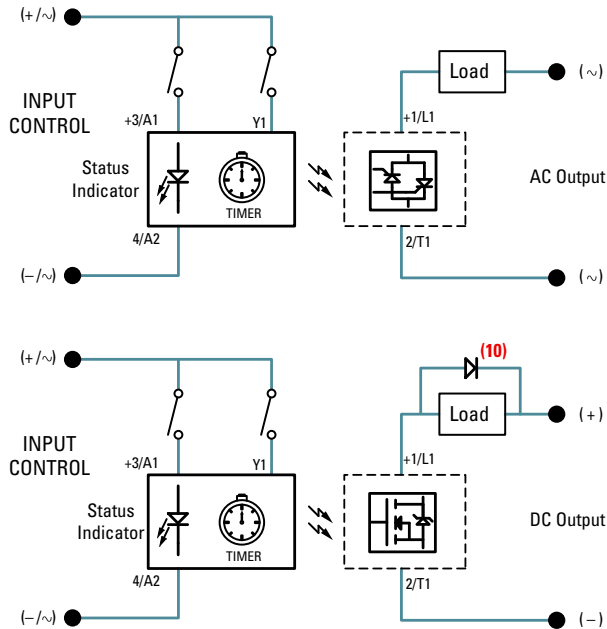 (+/∼)
INPUT
CONTROL
+3/A1
Y1
Status
Indicator
TIMER
4/A2
(−/∼)
Load
(∼)
+1/L1
AC Output
2/T1
(∼)
(+/∼)
INPUT
CONTROL
+3/A1
Y1
Status
Indicator
TIMER
4/A2
(−/∼)
(10)
Load
(+)
+1/L1
DC Output
2/T1
(−)